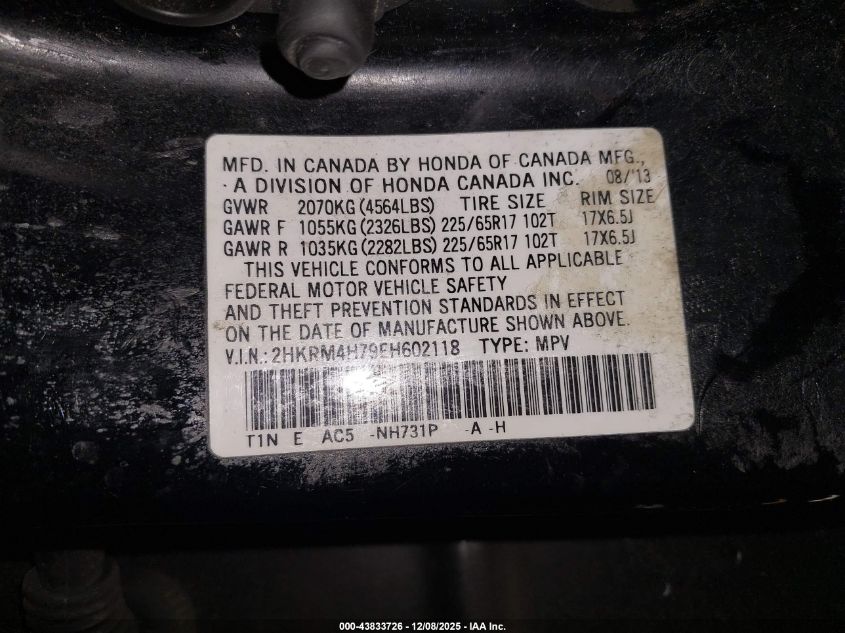 MFD. IN CANADA BY HONDA OF CANADA MFG.,
A DIVISION OF HONDA CANADA INC. 08/'13
GVWR 2070KG (4564LBS) TIRE SIZE RIM SIZE
GAWR F 1055KG (2326LBS) 225/65R17 102T 17X6.5J
GAWR R 1035KG (2282LBS) 225/65R17 102T 17X6.5J
THIS VEHICLE CONFORMS TO ALL APPLICABLE
FEDERAL MOTOR VEHICLE SAFETY
AND THEFT PREVENTION STANDARDS IN EFFECT
ON THE DATE OF MANUFACTURE SHOWN ABOVE.
V.I.N.: 2HKRM4H79EH602118 TYPE: MPV
T1N E AC5 -NH731P -A -H
000-43833726 - 12/08/2025 - IAA Inc.